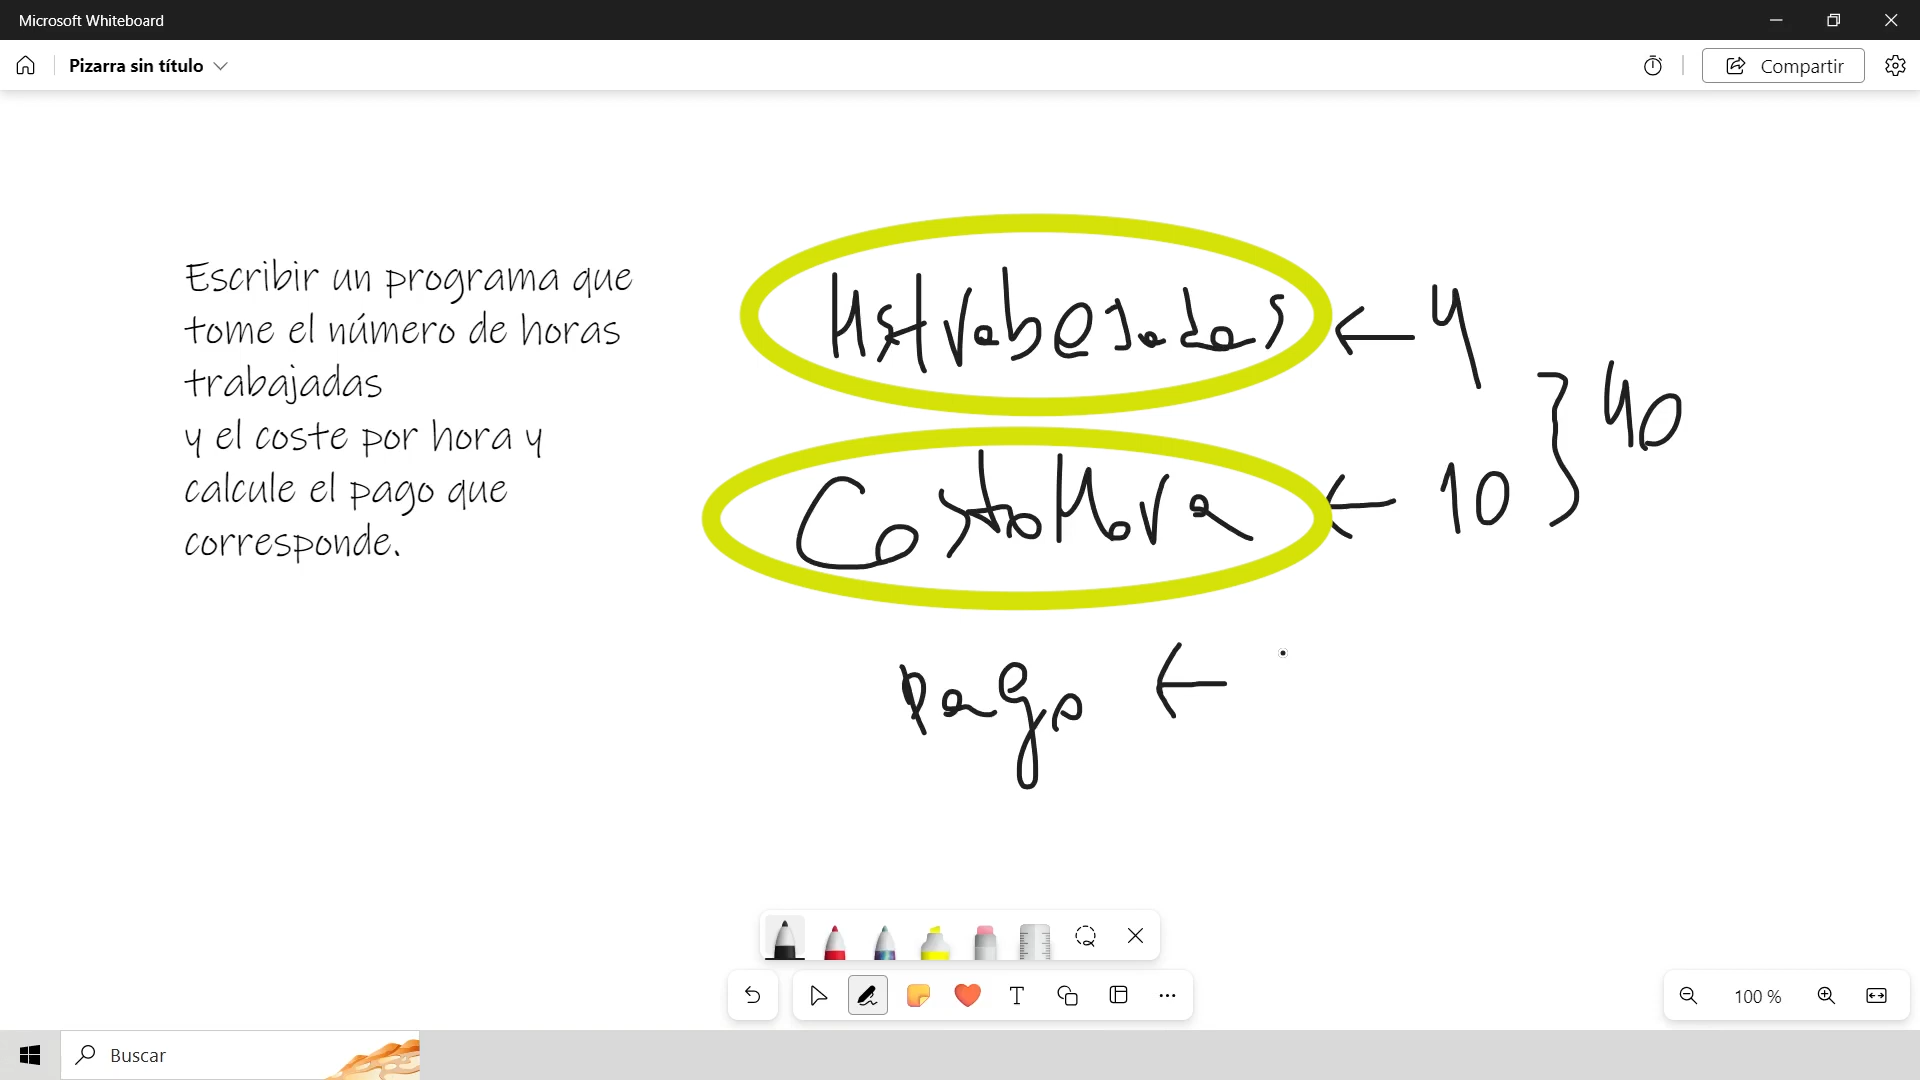 Microsoft Whiteboard
Pizarra sin título
Compartir
Escribir un programa que
tome el número de horas
trabajadas
y el coste por hora y
calcule el pago que
corresponde.
Hstrabajadas ← 4
CostoHora ← 10
} 40
pago ←
100 %
Buscar